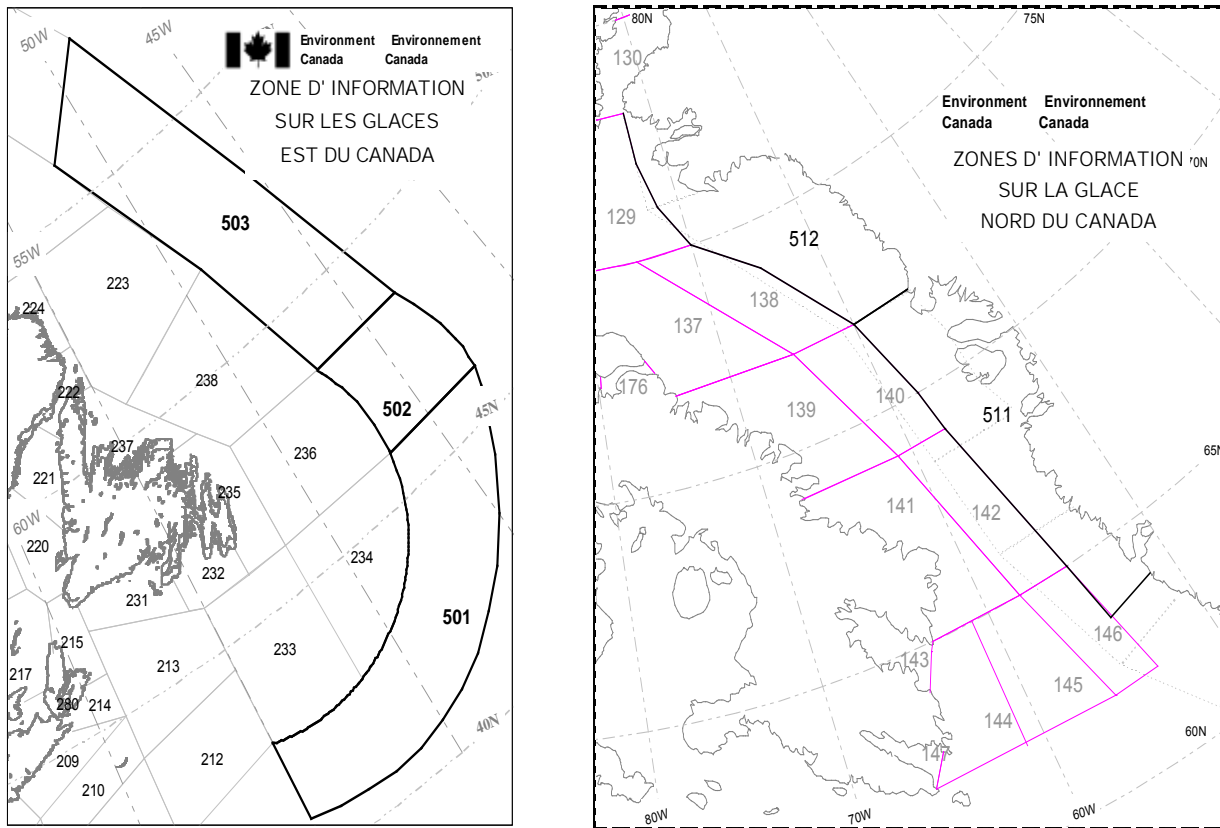 50W
45W
Environment Environnement
Canada Canada
ZONE D' INFORMATION
SUR LES GLACES
EST DU CANADA
503
55W
223
224
238
222
502
45N
237
236
221
235
60W
220
234
232
231
501
215
233
213
217
280
214
40N
212
209
210
80N
75N
130
Environment Environnement
Canada Canada
ZONES D' INFORMATION
70N
SUR LA GLACE
NORD DU CANADA
129
512
138
137
176
140
139
511
65N
141
142
146
143
145
144
147
60N
80W
70W
60W